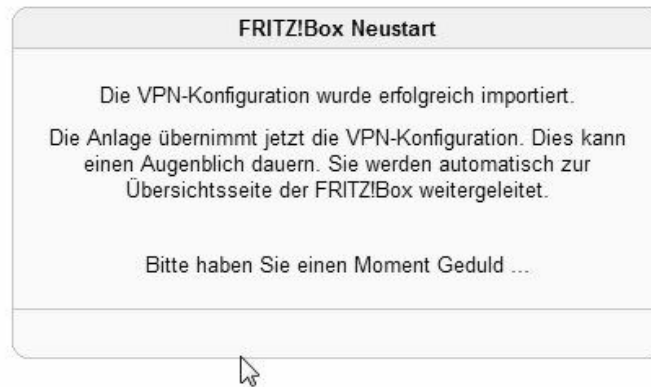 FRITZ!Box Neustart
Die VPN-Konfiguration wurde erfolgreich importiert.
Die Anlage übernimmt jetzt die VPN-Konfiguration. Dies kann
einen Augenblich dauern. Sie werden automatisch zur
Übersichtsseite der FRITZ!Box weitergeleitet.
Bitte haben Sie einen Moment Geduld ...